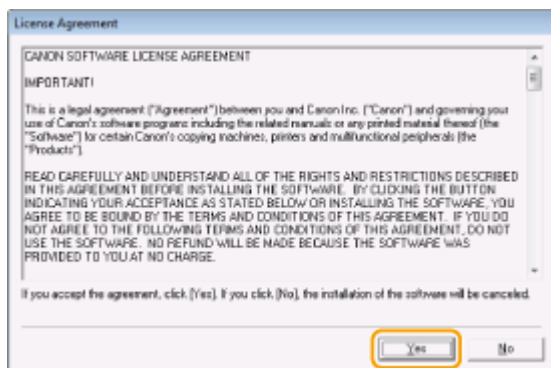 License Agreement
CANON SOFTWARE LICENSE AGREEMENT
IMPORTANT!
This is a legal agreement ("Agreement") between you and Canon Inc. ("Canon") and governing your
use of Canon's software programs including the related manuals or any printed material thereof (the
"Software") for certain Canon's copying machines, printers and multifunctional peripherals (the
"Products").
READ CAREFULLY AND UNDERSTAND ALL OF THE RIGHTS AND RESTRICTIONS DESCRIBED
IN THIS AGREEMENT BEFORE INSTALLING THE SOFTWARE. BY CLICKING THE BUTTON
INDICATING YOUR ACCEPTANCE AS STATED BELOW OR INSTALLING THE SOFTWARE, YOU
AGREE TO BE BOUND BY THE TERMS AND CONDITIONS OF THIS AGREEMENT. IF YOU DO
NOT AGREE TO THE FOLLOWING TERMS AND CONDITIONS OF THIS AGREEMENT, DO NOT
USE THE SOFTWARE. NO REFUND WILL BE MADE BECAUSE THE SOFTWARE WAS
PROVIDED TO YOU AT NO CHARGE.
If you accept the agreement, click [Yes]. If you click [No], the installation of the software will be canceled.
Yes
No